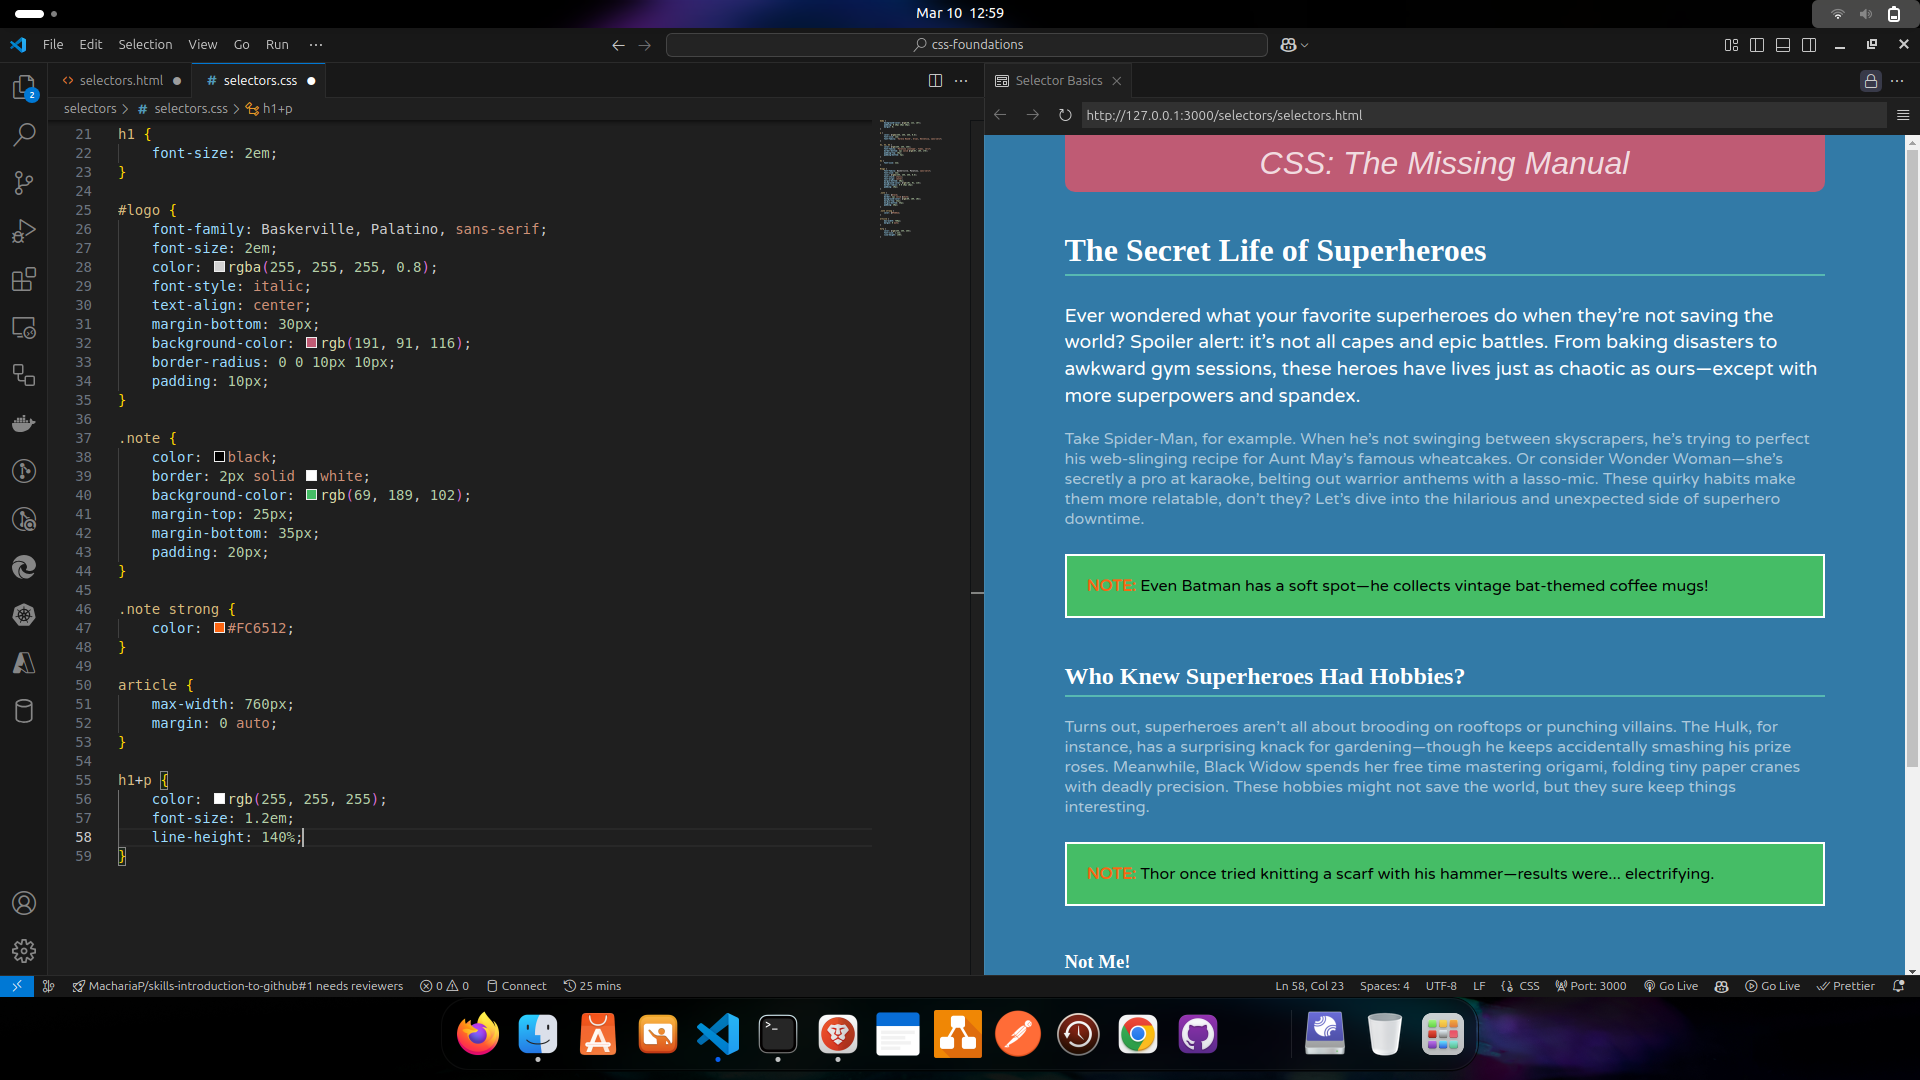 Mar 10 12:59
File Edit Selection View Go Run ···
css-foundations
selectors.html
# selectors.css
Selector Basics
2
selectors > # selectors.css > h1+p
http://127.0.0.1:3000/selectors/selectors.html
21 h1 {
22 font-size: 2em;
23 }
24
25 #logo {
26 font-family: Baskerville, Palatino, sans-serif;
27 font-size: 2em;
28 color: rgba(255, 255, 255, 0.8);
29 font-style: italic;
30 text-align: center;
31 margin-bottom: 30px;
32 background-color: rgb(191, 91, 116);
33 border-radius: 0 0 10px 10px;
34 padding: 10px;
35 }
36
37 .note {
38 color: black;
39 border: 2px solid white;
40 background-color: rgb(69, 189, 102);
41 margin-top: 25px;
42 margin-bottom: 35px;
43 padding: 20px;
44 }
45
46 .note strong {
47 color: #FC6512;
48 }
49
50 article {
51 max-width: 760px;
52 margin: 0 auto;
53 }
54
55 h1+p {
56 color: rgb(255, 255, 255);
57 font-size: 1.2em;
58 line-height: 140%;
59 }
CSS: The Missing Manual
The Secret Life of Superheroes
Ever wondered what your favorite superheroes do when they’re not saving the
world? Spoiler alert: it’s not all capes and epic battles. From baking disasters to
awkward gym sessions, these heroes have lives just as chaotic as ours—except with
more superpowers and spandex.
Take Spider-Man, for example. When he’s not swinging between skyscrapers, he’s trying to perfect
his web-slinging recipe for Aunt May’s famous wheatcakes. Or consider Wonder Woman—she’s
secretly a pro at karaoke, belting out warrior anthems with a lasso-mic. These quirky habits make
them more relatable, don’t they? Let’s dive into the hilarious and unexpected side of superhero
downtime.
NOTE: Even Batman has a soft spot—he collects vintage bat-themed coffee mugs!
Who Knew Superheroes Had Hobbies?
Turns out, superheroes aren’t all about brooding on rooftops or punching villains. The Hulk, for
instance, has a surprising knack for gardening—though he keeps accidentally smashing his prize
roses. Meanwhile, Black Widow spends her free time mastering origami, folding tiny paper cranes
with deadly precision. These hobbies might not save the world, but they sure keep things
interesting.
NOTE: Thor once tried knitting a scarf with his hammer—results were... electrifying.
Not Me!
MachariaP/skills-introduction-to-github#1 needs reviewers 0 0 Connect 25 mins
Ln 58, Col 23 Spaces: 4 UTF-8 LF {} CSS Port: 3000 Go Live Go Live Prettier